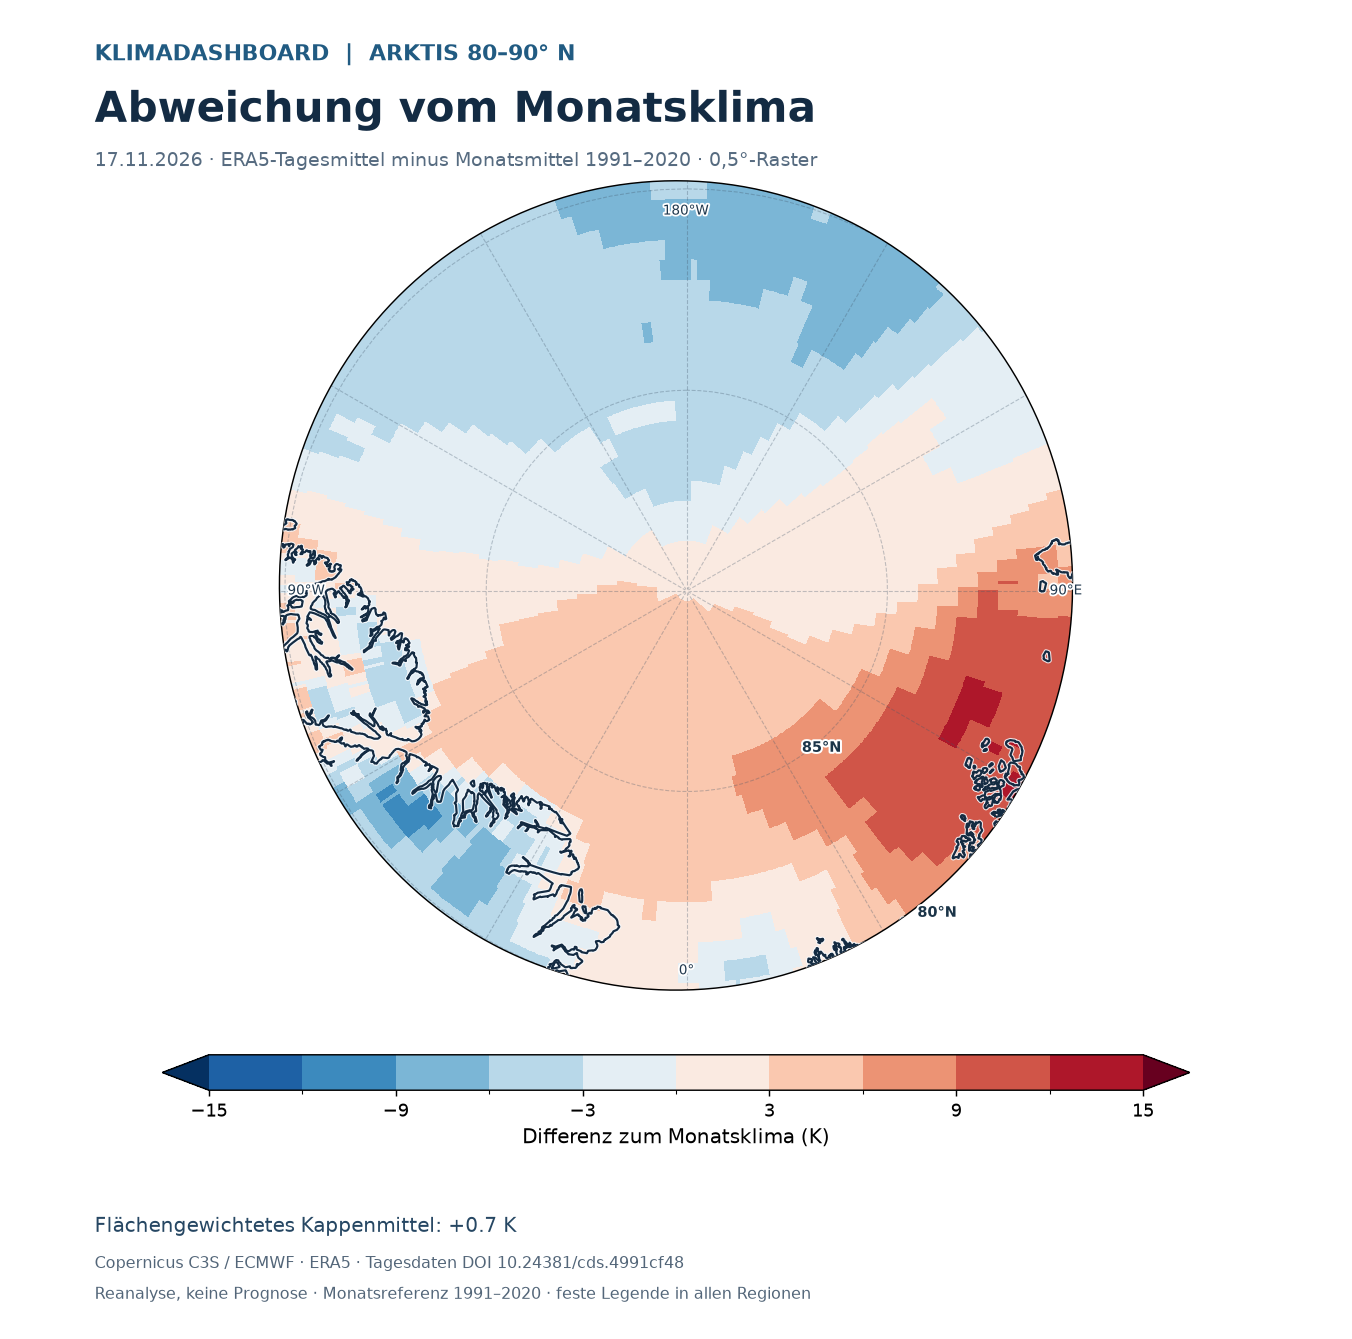 KLIMADASHBOARD | ARKTIS 80–90° N
Abweichung vom Monatsklima
17.11.2026 · ERA5-Tagesmittel minus Monatsmittel 1991–2020 · 0,5°-Raster
180°W
90°W
90°E
85°N
80°N
0°
−15 −9 −3 3 9 15
Differenz zum Monatsklima (K)
Flächengewichtetes Kappenmittel: +0.7 K
Copernicus C3S / ECMWF · ERA5 · Tagesdaten DOI 10.24381/cds.4991cf48
Reanalyse, keine Prognose · Monatsreferenz 1991–2020 · feste Legende in allen Regionen